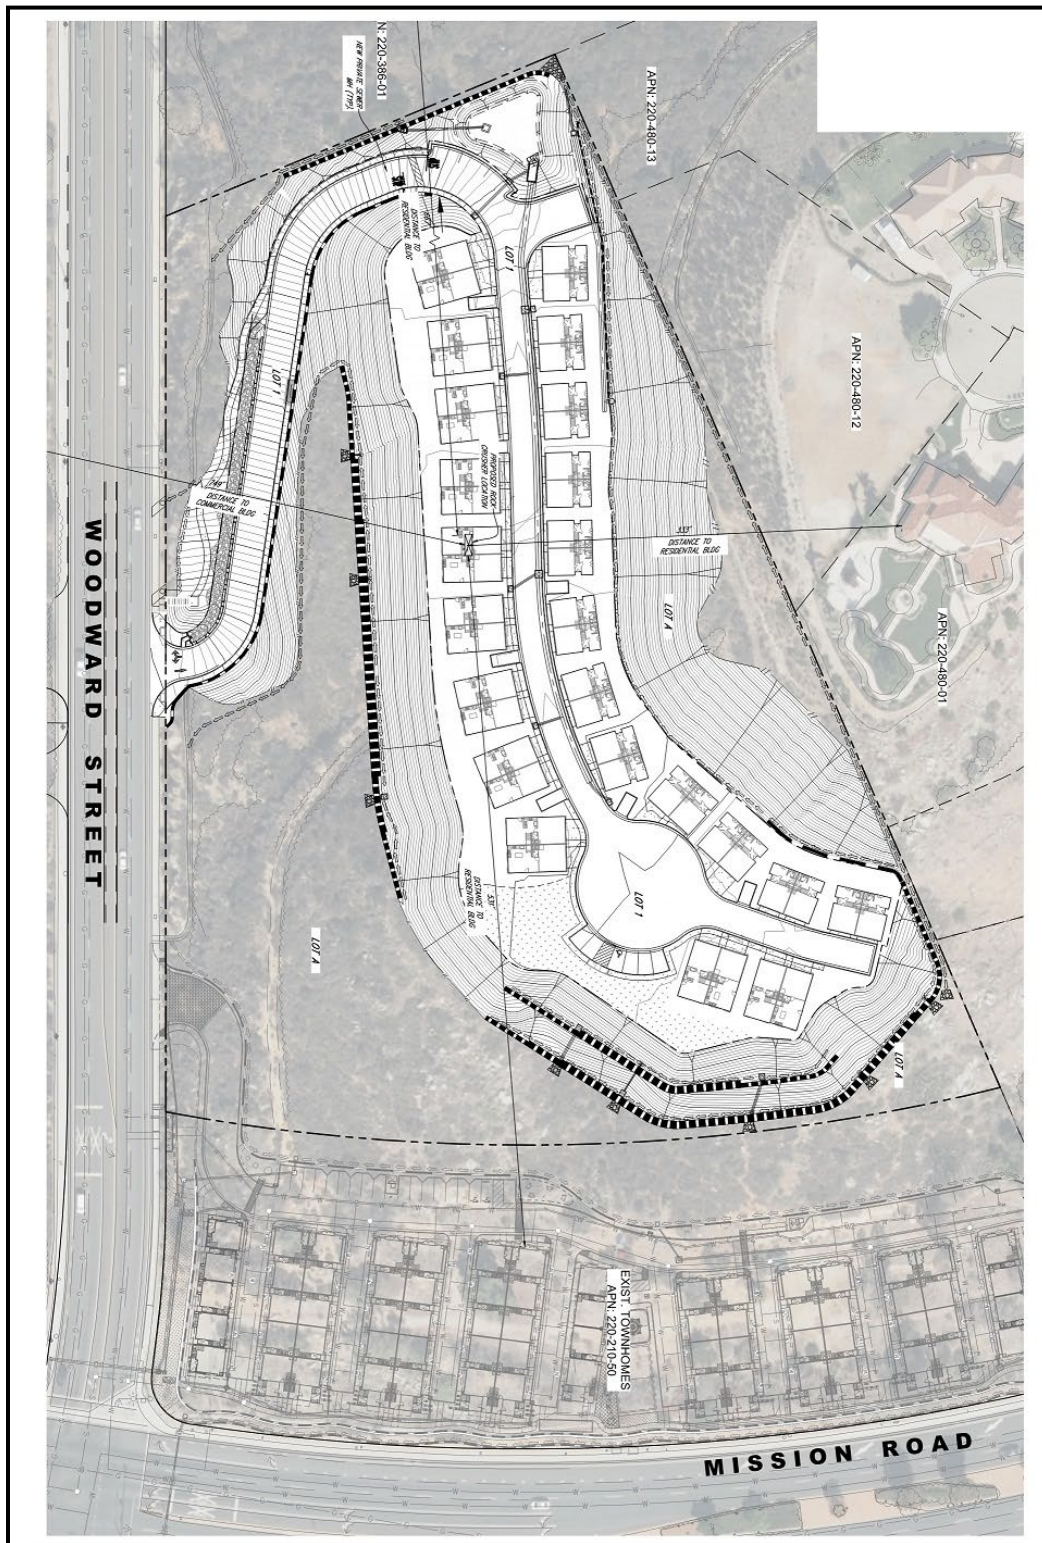 N: 220-386-01
NEW PRIVATE SEWER
MH (TYP.)
APN: 220-480-13
APN: 220-480-12
APN: 220-480-01
LOT 1
DISTANCE TO
RESIDENTIAL BLDG
LOT 1
PROPOSED ROCK
CRUSHER LOCATION
749'
DISTANCE TO
COMMERCIAL BLDG
333'
DISTANCE TO
RESIDENTIAL BLDG
LOT A
WOODWARD STREET
531'
DISTANCE TO
RESIDENTIAL BLDG
LOT 1
LOT A
LOT A
EXIST. TOWNHOMES
APN: 220-210-50
MISSION ROAD